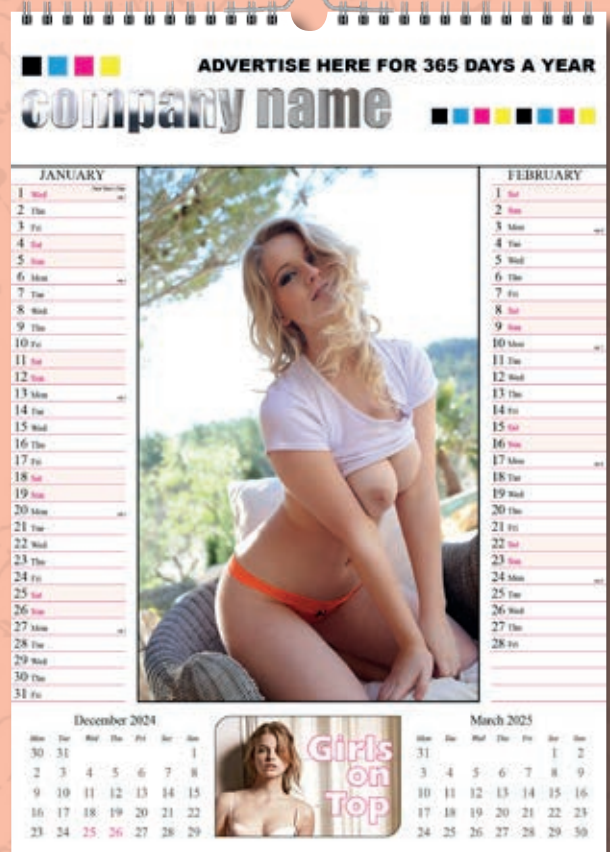 ADVERTISE HERE FOR 365 DAYS A YEAR
company name
JANUARY
1 Wed
2 Thu
3 Fri
4 Sat
5 Sun
6 Mon
7 Tue
8 Wed
9 Thu
10 Fri
11 Sat
12 Sun
13 Mon
14 Tue
15 Wed
16 Thu
17 Fri
18 Sat
19 Sun
20 Mon
21 Tue
22 Wed
23 Thu
24 Fri
25 Sat
26 Sun
27 Mon
28 Tue
29 Wed
30 Thu
31 Fri
FEBRUARY
1 Sat
2 Sun
3 Mon
4 Tue
5 Wed
6 Thu
7 Fri
8 Sat
9 Sun
10 Mon
11 Tue
12 Wed
13 Thu
14 Fri
15 Sat
16 Sun
17 Mon
18 Tue
19 Wed
20 Thu
21 Fri
22 Sat
23 Sun
24 Mon
25 Tue
26 Wed
27 Thu
28 Fri
December 2024
Mon Tue Wed Thu Fri Sat Sun
30 31 1
2 3 4 5 6 7 8
9 10 11 12 13 14 15
16 17 18 19 20 21 22
23 24 25 26 27 28 29
Girls
on
Top
March 2025
Mon Tue Wed Thu Fri Sat Sun
31 1 2
3 4 5 6 7 8 9
10 11 12 13 14 15 16
17 18 19 20 21 22 23
24 25 26 27 28 29 30